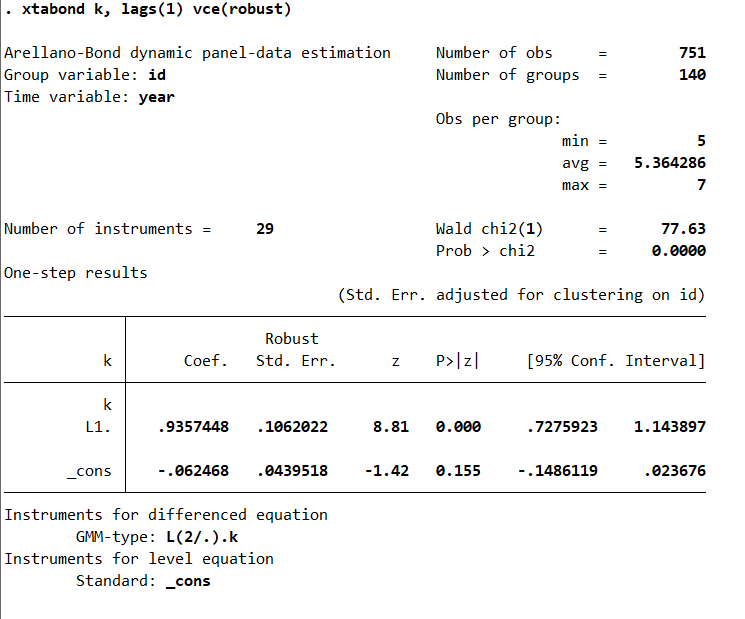 . xtabond k, lags(1) vce(robust)
Arellano-Bond dynamic panel-data estimation     Number of obs     =        751
Group variable: id                              Number of groups  =        140
Time variable: year
                                                Obs per group:
                                                              min =          5
                                                              avg =   5.364286
                                                              max =          7
Number of instruments =     29                  Wald chi2(1)      =      77.63
                                                Prob > chi2       =     0.0000
One-step results
                                     (Std. Err. adjusted for clustering on id)
             |               Robust
           k |      Coef.   Std. Err.      z    P>|z|     [95% Conf. Interval]
           k |
         L1. |   .9357448   .1062022     8.81   0.000     .7275923    1.143897
       _cons |   -.062468   .0439518    -1.42   0.155    -.1486119     .023676
Instruments for differenced equation
        GMM-type: L(2/.).k
Instruments for level equation
        Standard: _cons